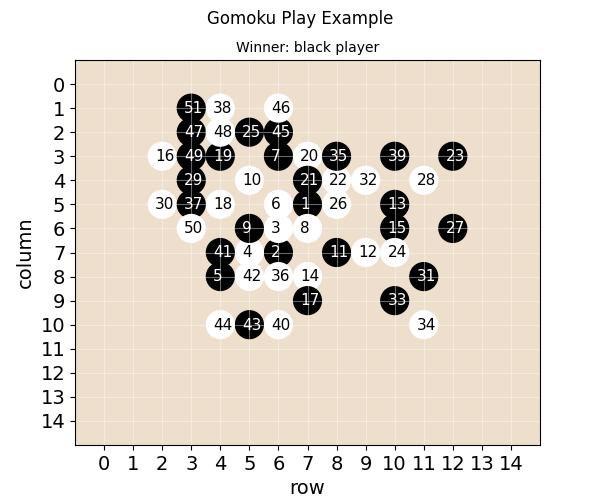 Gomoku Play Example
Winner: black player
0
1 51 38 46
2 47 48 25 45
3 16 49 19 7 20 35 39 23
4 29 10 21 22 32 28
5 30 37 18 6 1 26 13
6 50 9 3 8 15 27
7 41 4 2 11 12 24
8 5 42 36 14 31
9 17 33
10 44 43 40 34
11
12
13
14
column
0 1 2 3 4 5 6 7 8 9 10 11 12 13 14
row